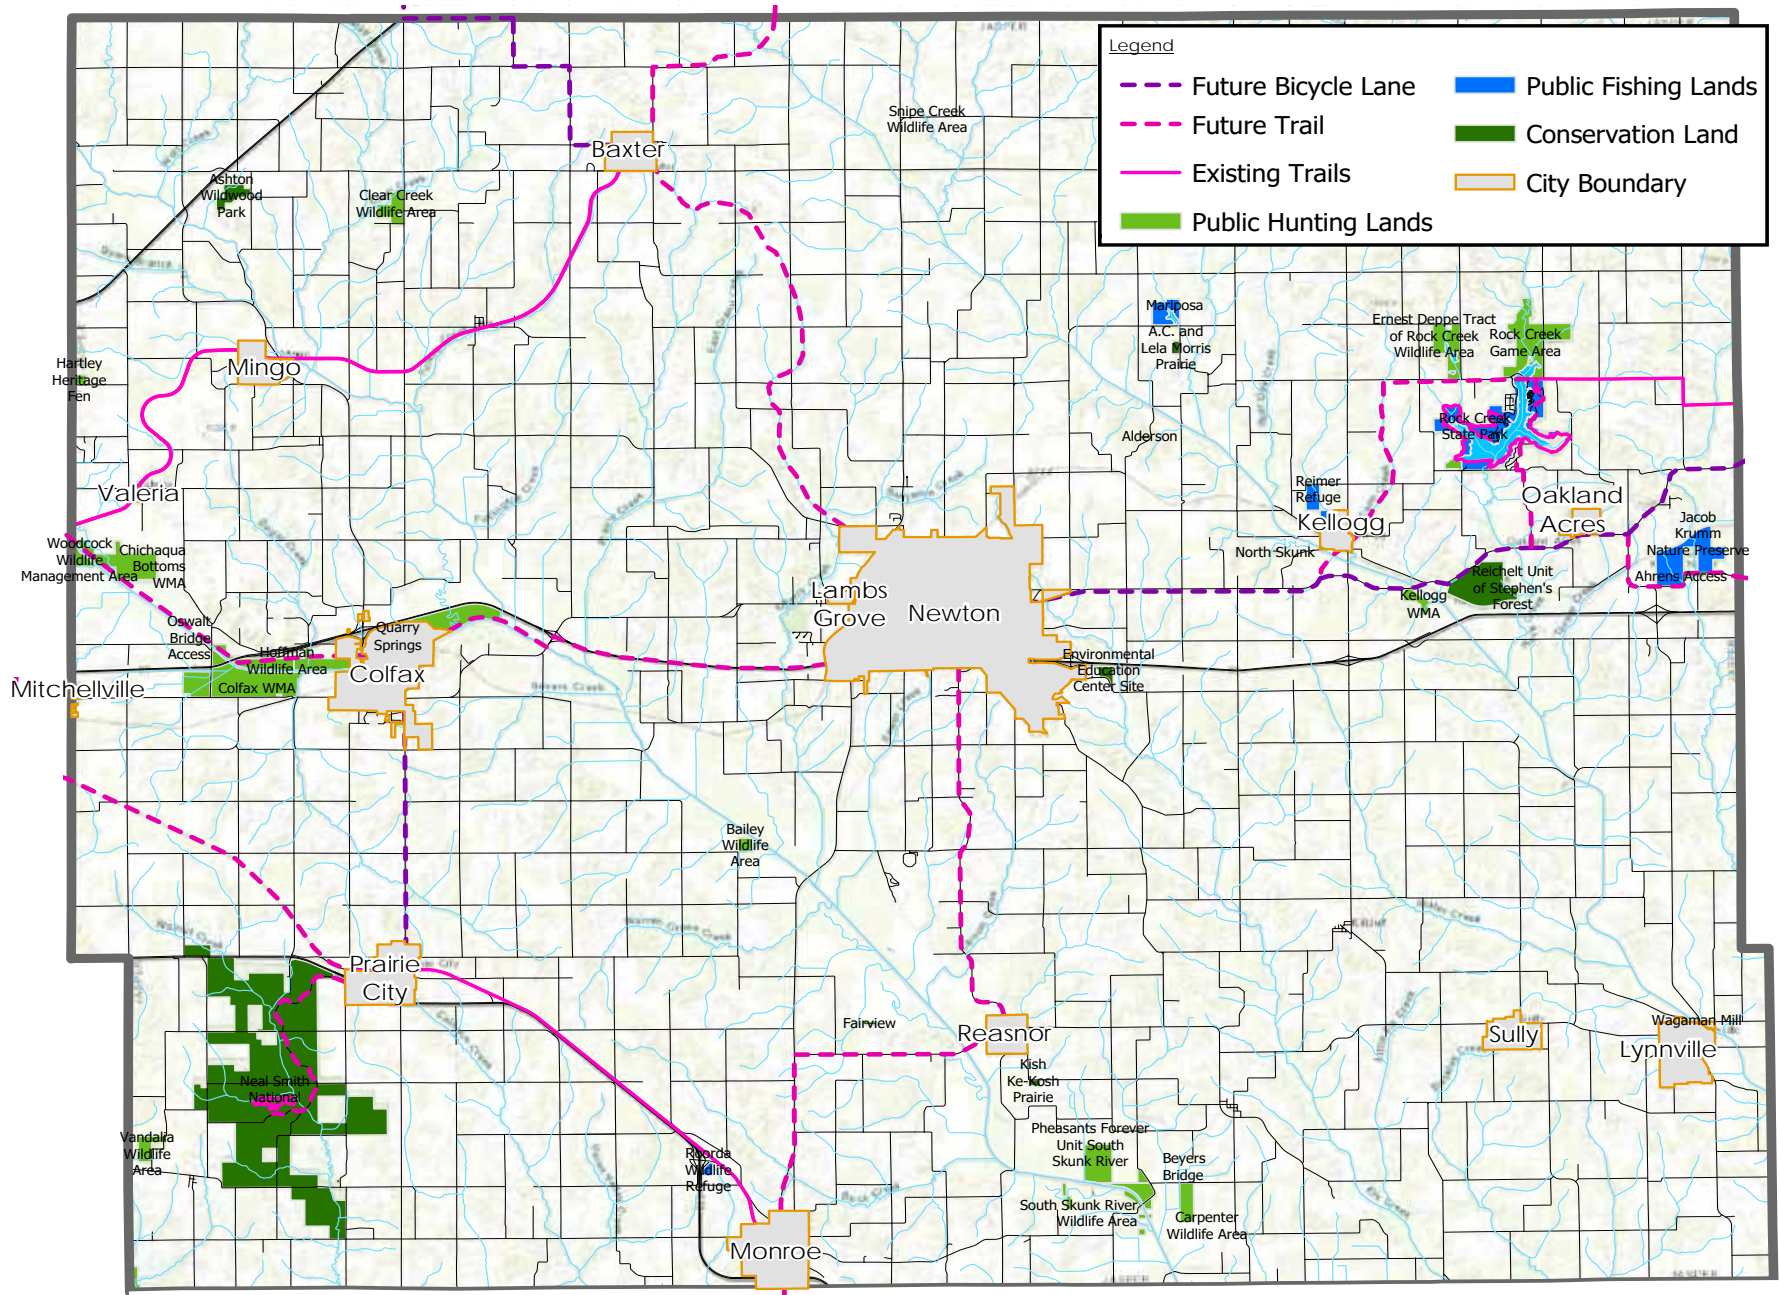 Legend
Future Bicycle Lane
Future Trail
Existing Trails
Public Hunting Lands
Public Fishing Lands
Conservation Land
City Boundary
JASPER
Snipe Creek
Wildlife Area
Baxter
Ashton
Wildwood
Park
Clear Creek
Wildlife Area
Mariposa
A.C. and
Lela Morris
Prairie
Ernest Deppe Tract
of Rock Creek
Wildlife Area
Rock Creek
Game Area
Hartley
Heritage
Fen
Mingo
Rock Creek
State Park
Alderson
Valeria
Reimer
Refuge
Kellogg
North Skunk
Oakland
Acres
Jacob
Krumm
Nature Preserve
Ahrens Access
Woodcock
Wildlife
Management Area
Chichaqua
Bottoms
WMA
Reichelt Unit
of Stephen's
Forest
Kellogg
WMA
Lambs
Grove
Newton
Oswalt
Bridge
Access
Quarry
Springs
Hoffman
Wildlife Area
Colfax WMA
Colfax
Mitchellville
Environmental
Education
Center Site
Bailey
Wildlife
Area
Prairie
City
Fairview
Reasnor
Kish
Ke-Kosh
Prairie
Sully
Wagaman Mill
Lynnville
Neal Smith
National
Vandalia
Wildlife
Area
Roorda
Wildlife
Refuge
Pheasants Forever
Unit South
Skunk River
Beyers
Bridge
South Skunk River
Wildlife Area
Carpenter
Wildlife Area
Monroe